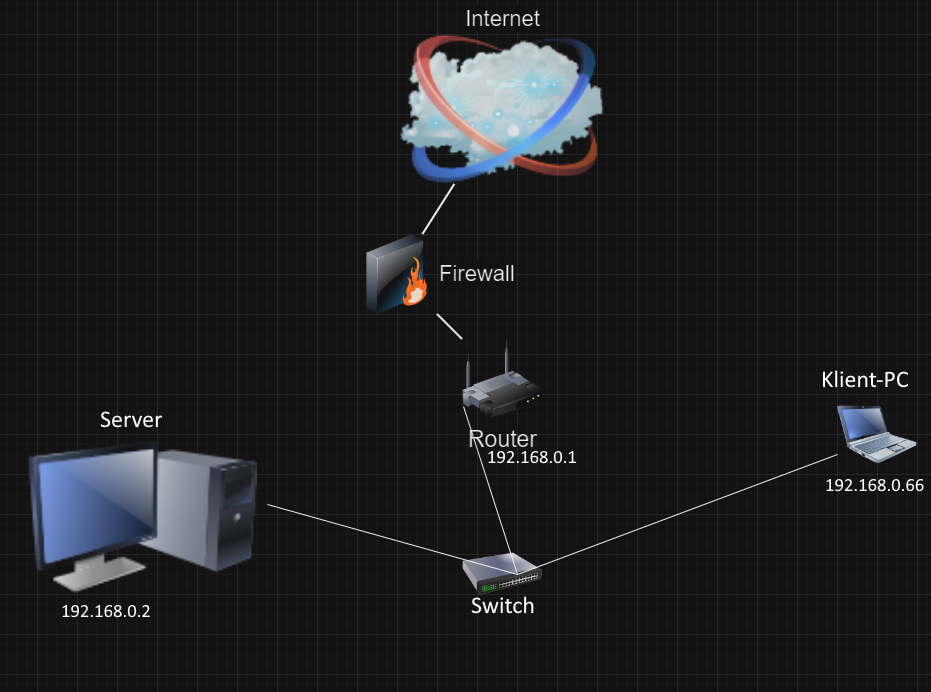 Internet
Firewall
Klient-PC
Server
Router
192.168.0.1
192.168.0.66
Switch
192.168.0.2